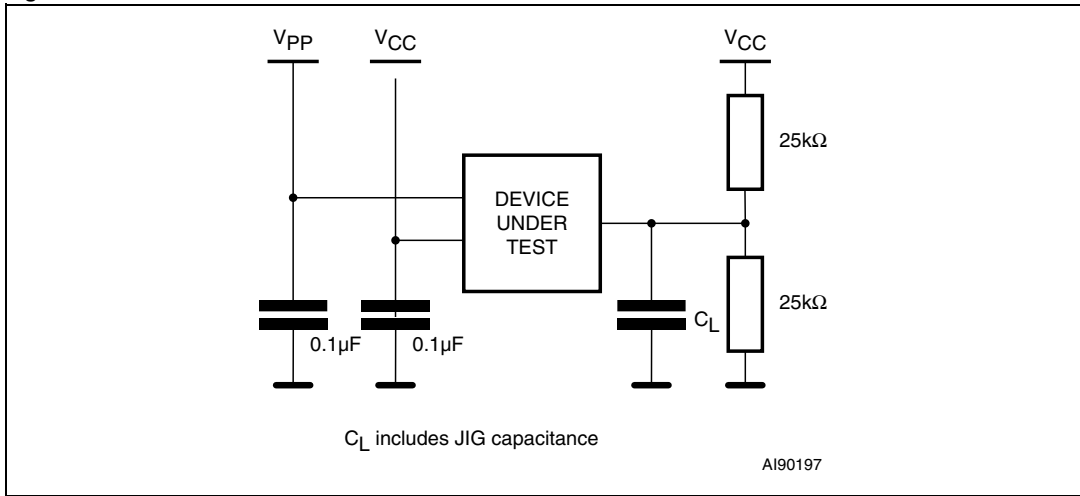 VPP
VCC
VCC
25kΩ
DEVICE
UNDER
TEST
25kΩ
CL
0.1µF
0.1µF
CL includes JIG capacitance
AI90197